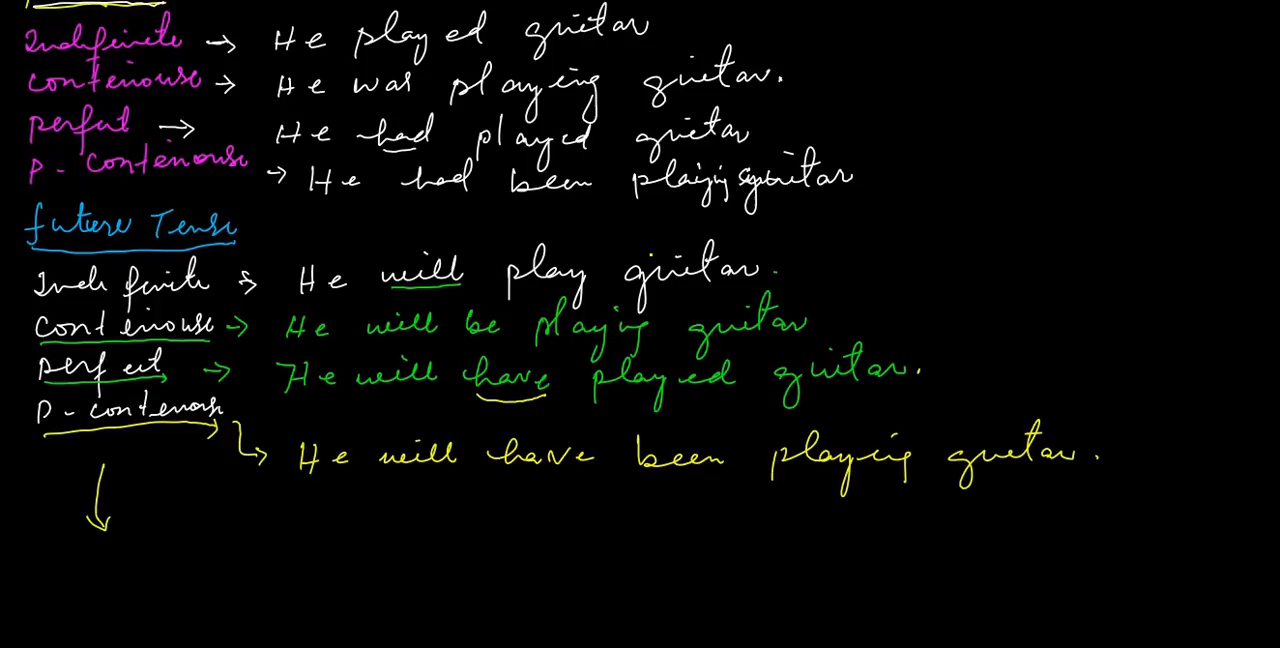 Indefinite → He played guitar
Contenouse → He was playing guitar.
Perfect → He had played guitar
P - Contenouse → He had been playing guitar
Future Tense
Indefinite → He will play guitar.
Contenouse → He will be playing guitar
Perfect → He will have played guitar.
P - Contenouse
→ He will have been playing guitar.